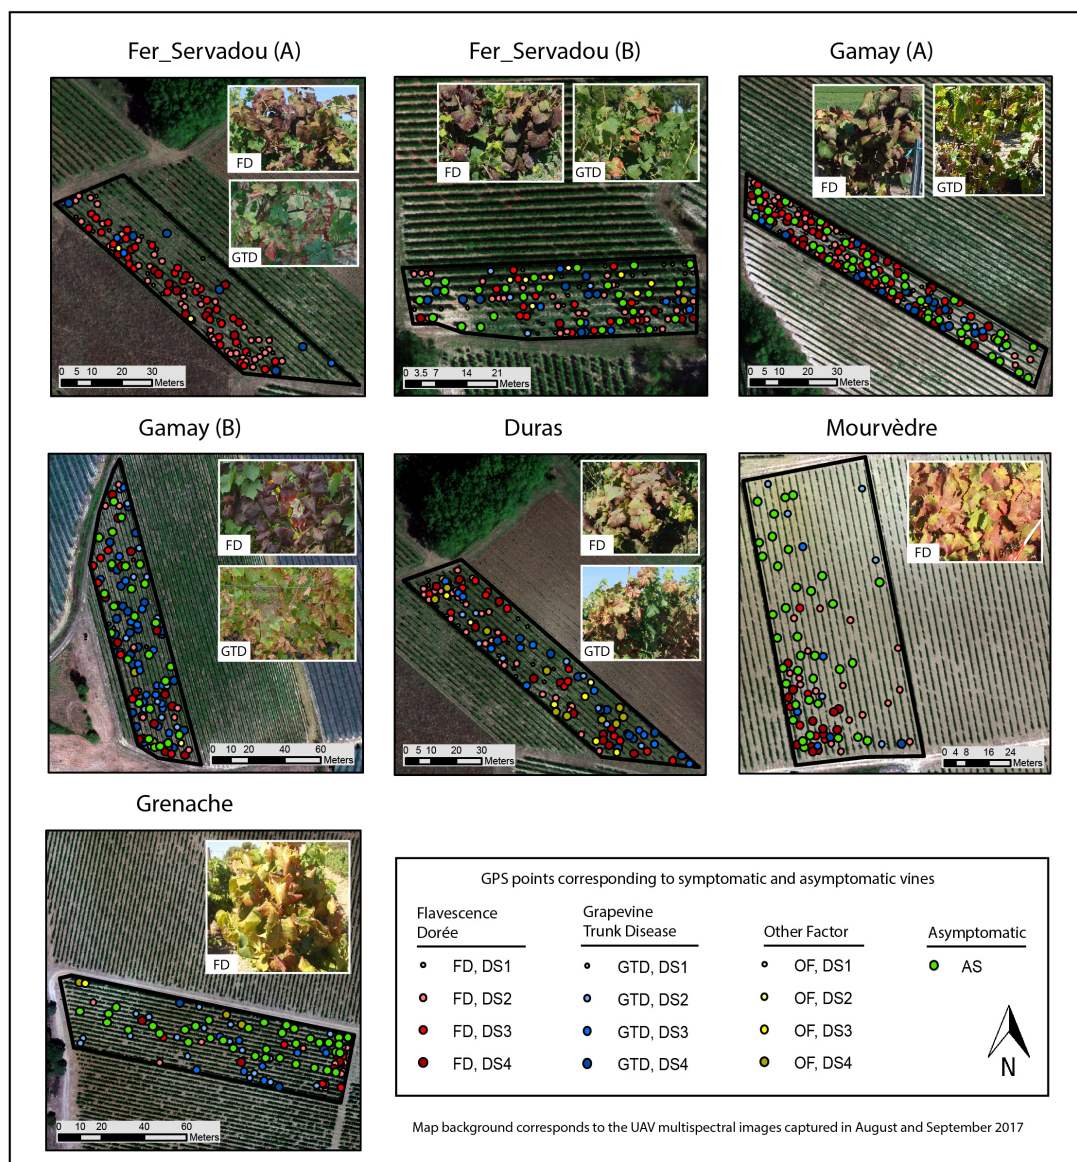 Fer_Servadou (A)
Fer_Servadou (B)
Gamay (A)
FD
GTD
0 5 10 20 30
Meters
FD
GTD
0 3.5 7 14 21
Meters
FD
GTD
0 5 10 20 30
Meters
Gamay (B)
Duras
Mourvèdre
FD
GTD
0 10 20 40 60
Meters
FD
GTD
0 5 10 20 30
Meters
FD
0 4 8 16 24
Meters
Grenache
FD
0 10 20 40 60
Meters
GPS points corresponding to symptomatic and asymptomatic vines
Flavescence
Dorée
FD, DS1
FD, DS2
FD, DS3
FD, DS4
Grapevine
Trunk Disease
GTD, DS1
GTD, DS2
GTD, DS3
GTD, DS4
Other Factor
OF, DS1
OF, DS2
OF, DS3
OF, DS4
Asymptomatic
AS
N
Map background corresponds to the UAV multispectral images captured in August and September 2017